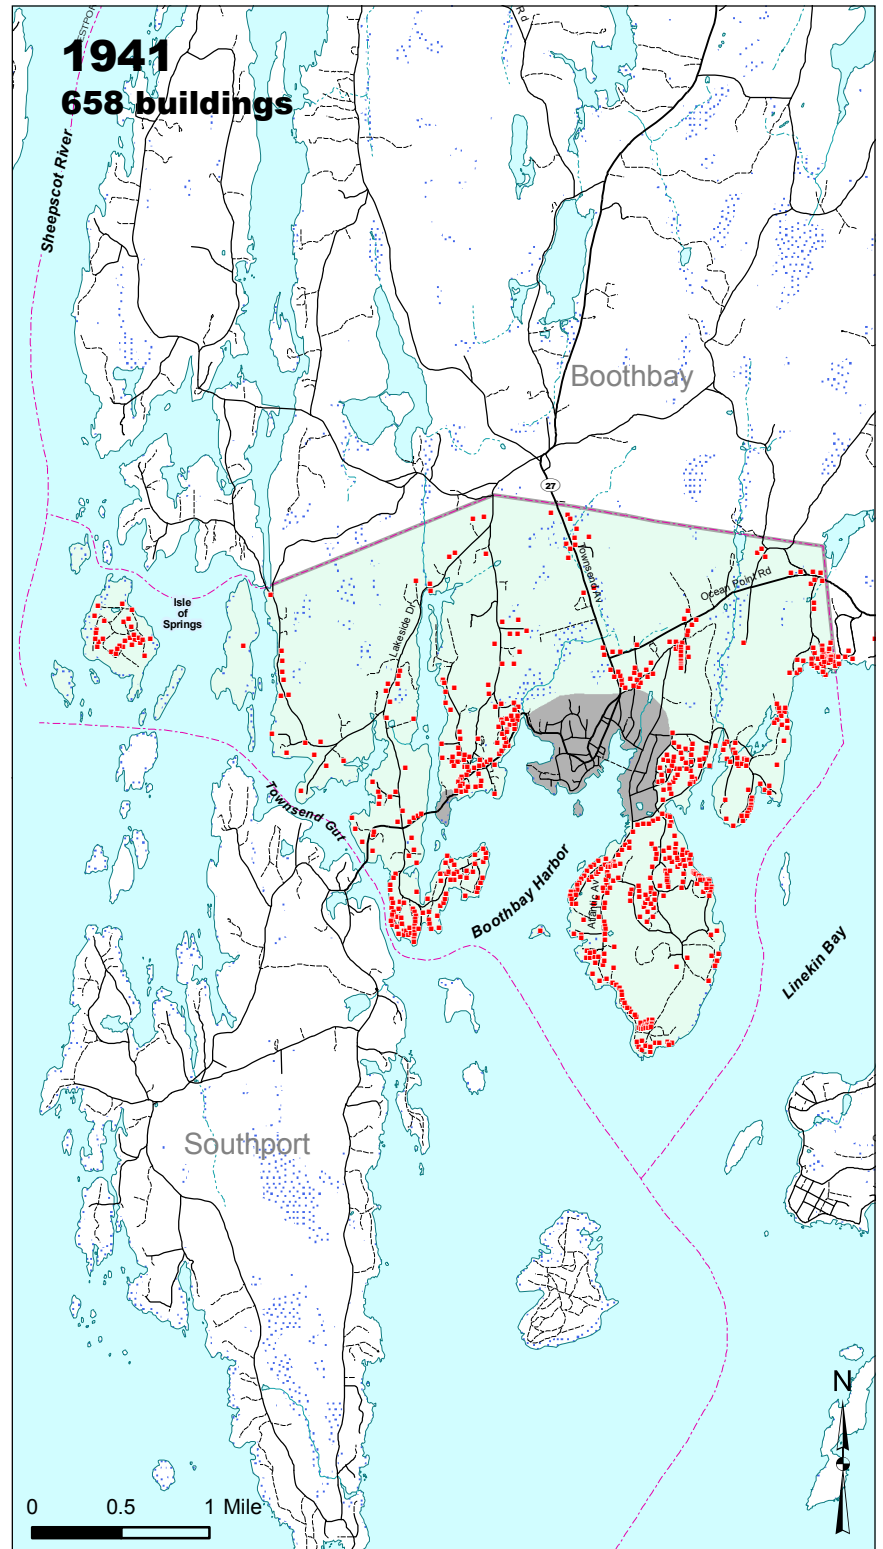 1941
658 buildings
Rd
Sheepscot River
Boothbay
27
Townsend Av
Ocean Point Rd
Isle
of
Springs
Lakeside Dr
Townsend Gut
Boothbay Harbor
Atlantic Av
Linekin Bay
Southport
N
0 0.5 1 Mile